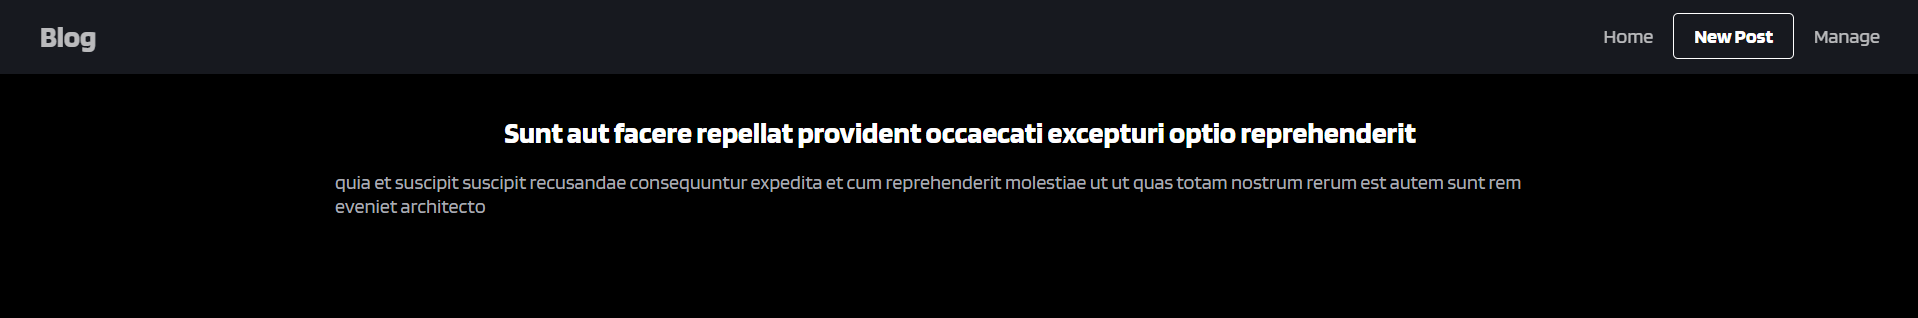 Blog
Home
New Post
Manage
Sunt aut facere repellat provident occaecati excepturi optio reprehenderit
quia et suscipit suscipit recusandae consequuntur expedita et cum reprehenderit molestiae ut ut quas totam nostrum rerum est autem sunt rem
eveniet architecto